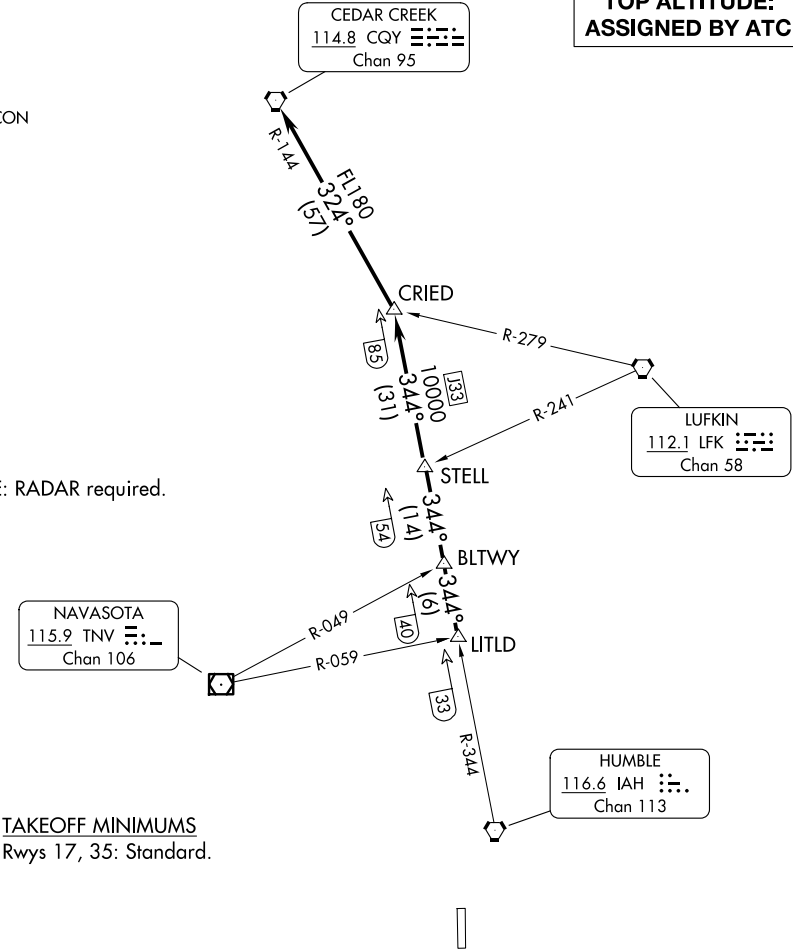 TOP ALTITUDE:
ASSIGNED BY ATC
CEDAR CREEK
114.8 CQY
Chan 95
CON
R-144
FL180
324°
(57)
CRIED
85
R-279
J33
10000
344°
(31)
R-241
LUFKIN
112.1 LFK
Chan 58
STELL
E: RADAR required.
54
344°
(14)
BLTWY
NAVASOTA
115.9 TNV
Chan 106
R-049
40
344°
(6)
R-059
LITLD
33
R-344
HUMBLE
116.6 IAH
Chan 113
TAKEOFF MINIMUMS
Rwys 17, 35: Standard.